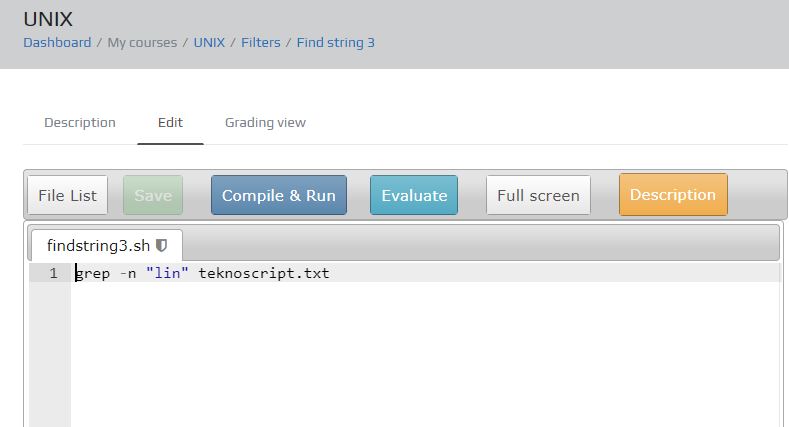 UNIX
Dashboard / My courses / UNIX / Filters / Find string 3
Description Edit Grading view
File List Save Compile & Run Evaluate Full screen Description
findstring3.sh
1 grep -n "lin" teknoscript.txt